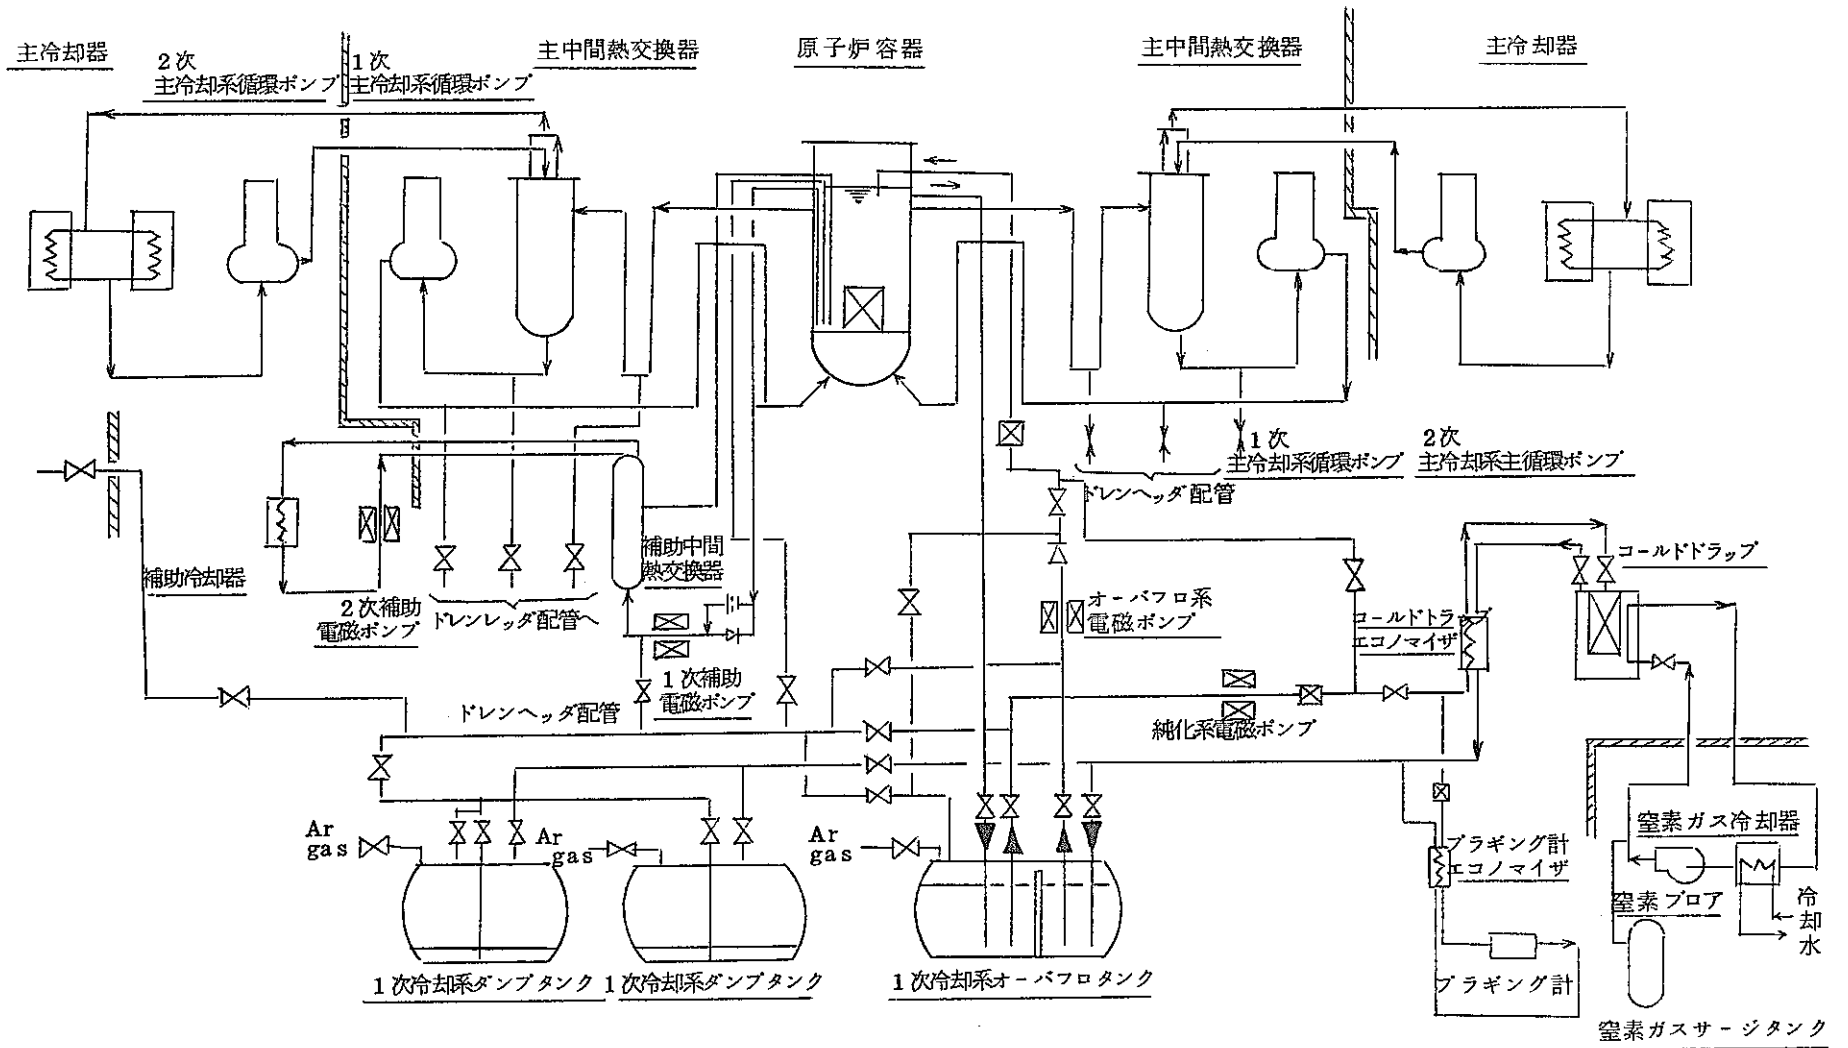 主冷却器
2次
主冷却系循環ポンプ
1次
主冷却系循環ポンプ
主中間熱交換器
原子炉容器
主中間熱交換器
主冷却器
1次
主冷却系循環ポンプ
2次
主冷却系主循環ポンプ
ドレンヘッダ配管
補助冷却器
2次補助
電磁ポンプ
ドレンレッダ配管へ
補助中間
熱交換器
1次補助
電磁ポンプ
ドレンヘッダ配管
オーバフロ系
電磁ポンプ
コールドトラップ
エコノマイザ
コールドドラップ
純化系電磁ポンプ
Ar
gas
Ar
gas
Ar
gas
1次冷却系ダンプタンク
1次冷却系ダンプタンク
1次冷却系オーバフロタンク
プラギング計
エコノマイザ
プラギング計
窒素ガス冷却器
窒素ブロア
冷却水
窒素ガスサージタンク